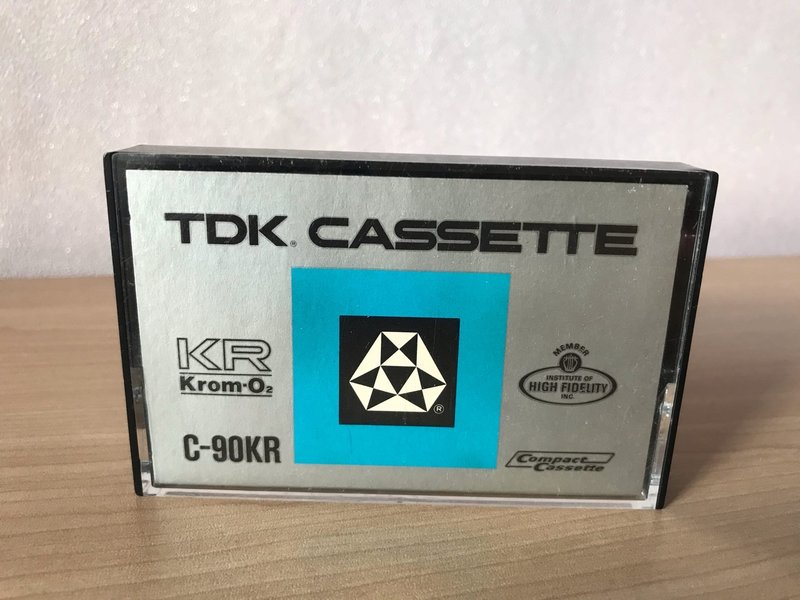 TDK® CASSETTE
KR
Krom-O₂
C-90KR
®
MEMBER
INSTITUTE OF
HIGH FIDELITY
INC.
Compact
Cassette